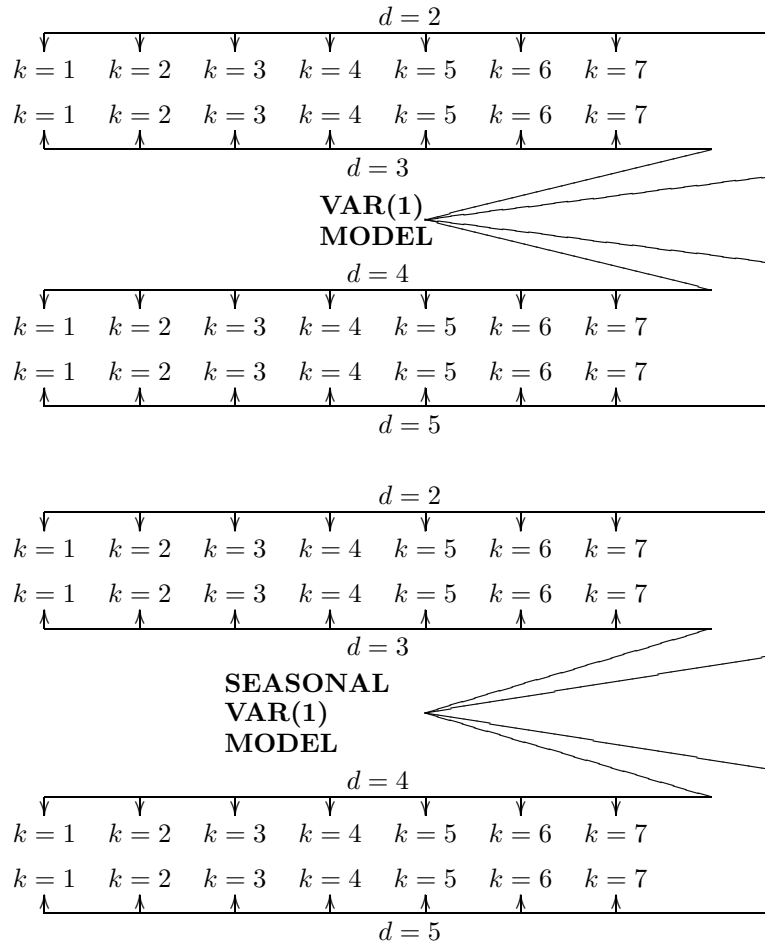 d = 2
k = 1 k = 2 k = 3 k = 4 k = 5 k = 6 k = 7
k = 1 k = 2 k = 3 k = 4 k = 5 k = 6 k = 7
d = 3
VAR(1)
MODEL
d = 4
k = 1 k = 2 k = 3 k = 4 k = 5 k = 6 k = 7
k = 1 k = 2 k = 3 k = 4 k = 5 k = 6 k = 7
d = 5
d = 2
k = 1 k = 2 k = 3 k = 4 k = 5 k = 6 k = 7
k = 1 k = 2 k = 3 k = 4 k = 5 k = 6 k = 7
d = 3
SEASONAL
VAR(1)
MODEL
d = 4
k = 1 k = 2 k = 3 k = 4 k = 5 k = 6 k = 7
k = 1 k = 2 k = 3 k = 4 k = 5 k = 6 k = 7
d = 5